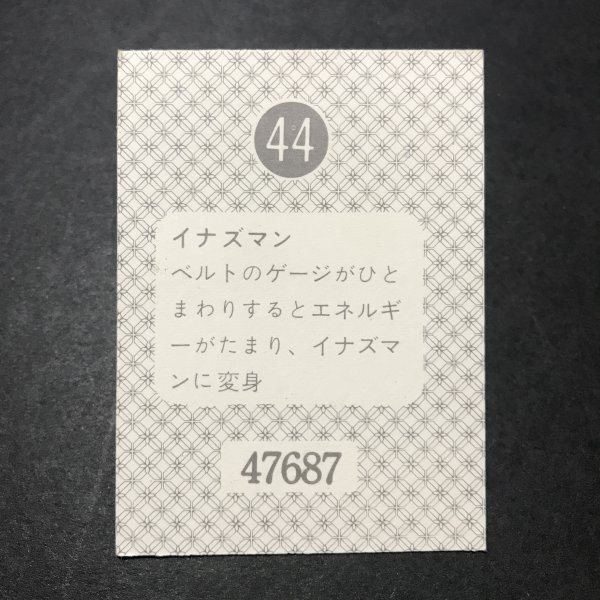 44
イナズマン
ベルトのゲージがひと
まわりするとエネルギ
ーがたまり、イナズマ
ンに変身
47687